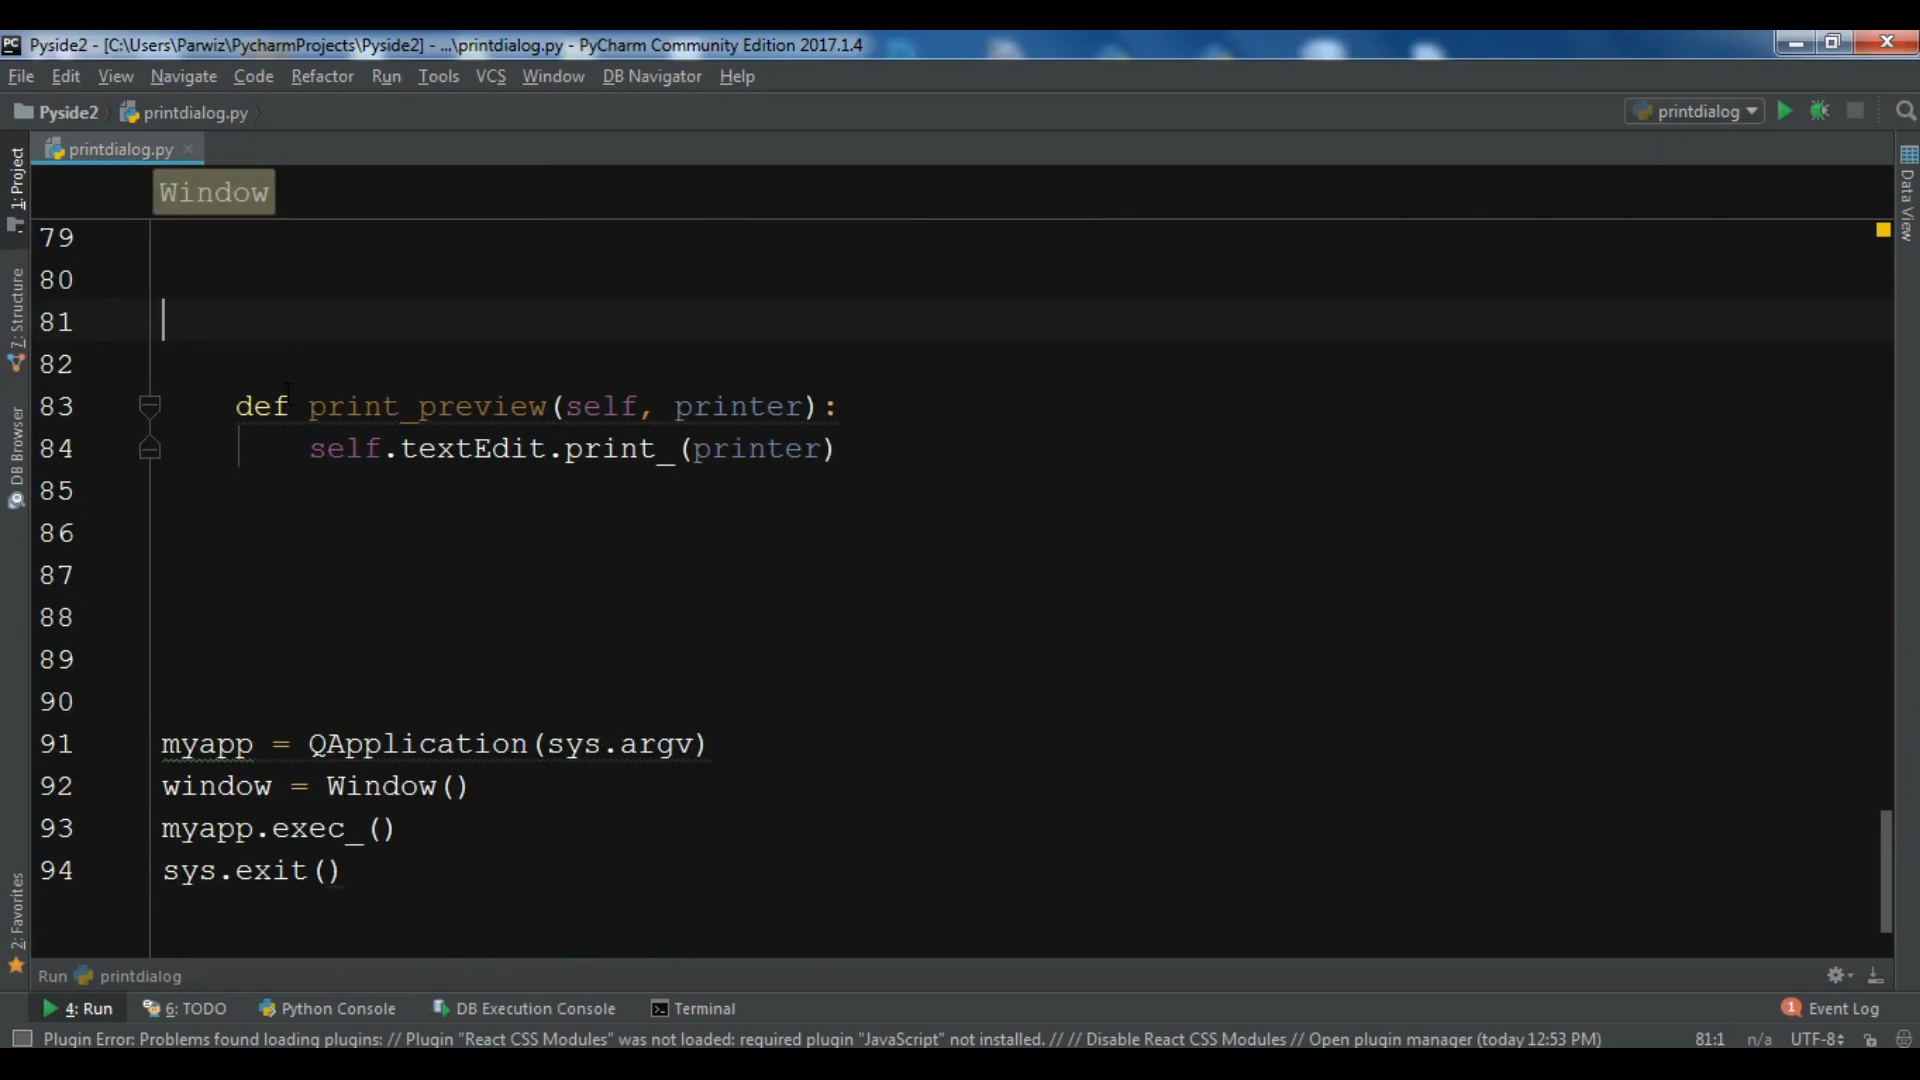 Pyside2 - [C:\Users\Parwiz\PycharmProjects\Pyside2] - ...\printdialog.py - PyCharm Community Edition 2017.1.4
File Edit View Navigate Code Refactor Run Tools VCS Window DB Navigator Help
Pyside2 printdialog.py printdialog
printdialog.py
Window
79
80
81
82
83 def print_preview(self, printer):
84 self.textEdit.print_(printer)
85
86
87
88
89
90
91 myapp = QApplication(sys.argv)
92 window = Window()
93 myapp.exec_()
94 sys.exit()
1: Project
7: Structure
DB Browser
2: Favorites
Data View
Run printdialog
4: Run 6: TODO Python Console DB Execution Console Terminal 1 Event Log
Plugin Error: Problems found loading plugins: // Plugin "React CSS Modules" was not loaded: required plugin "JavaScript" not installed. // // Disable React CSS Modules // Open plugin manager (today 12:53 PM) 81:1 n/a UTF-8